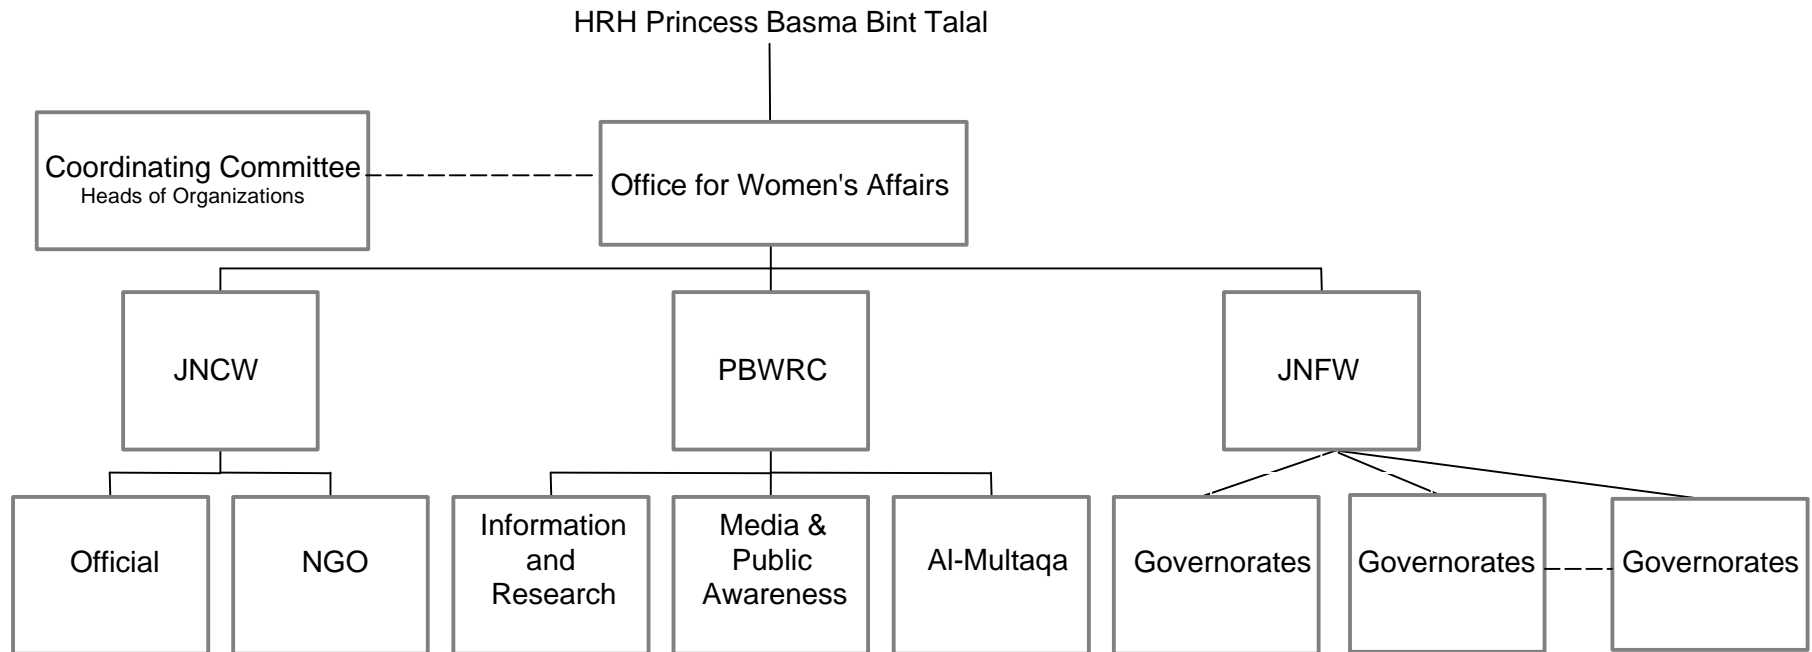 HRH Princess Basma Bint Talal
Coordinating Committee
Heads of Organizations
Office for Women's Affairs
JNCW
PBWRC
JNFW
Official
NGO
Information
and
Research
Media &
Public
Awareness
Al-Multaqa
Governorates
Governorates
Governorates